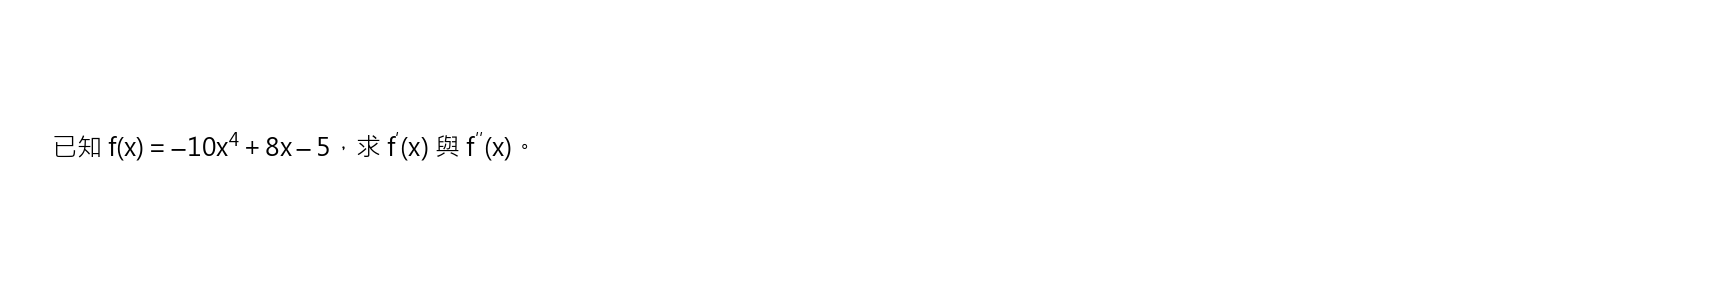 已知 f(x) = –10x⁴ + 8x – 5，求 f′(x) 與 f′′(x)。